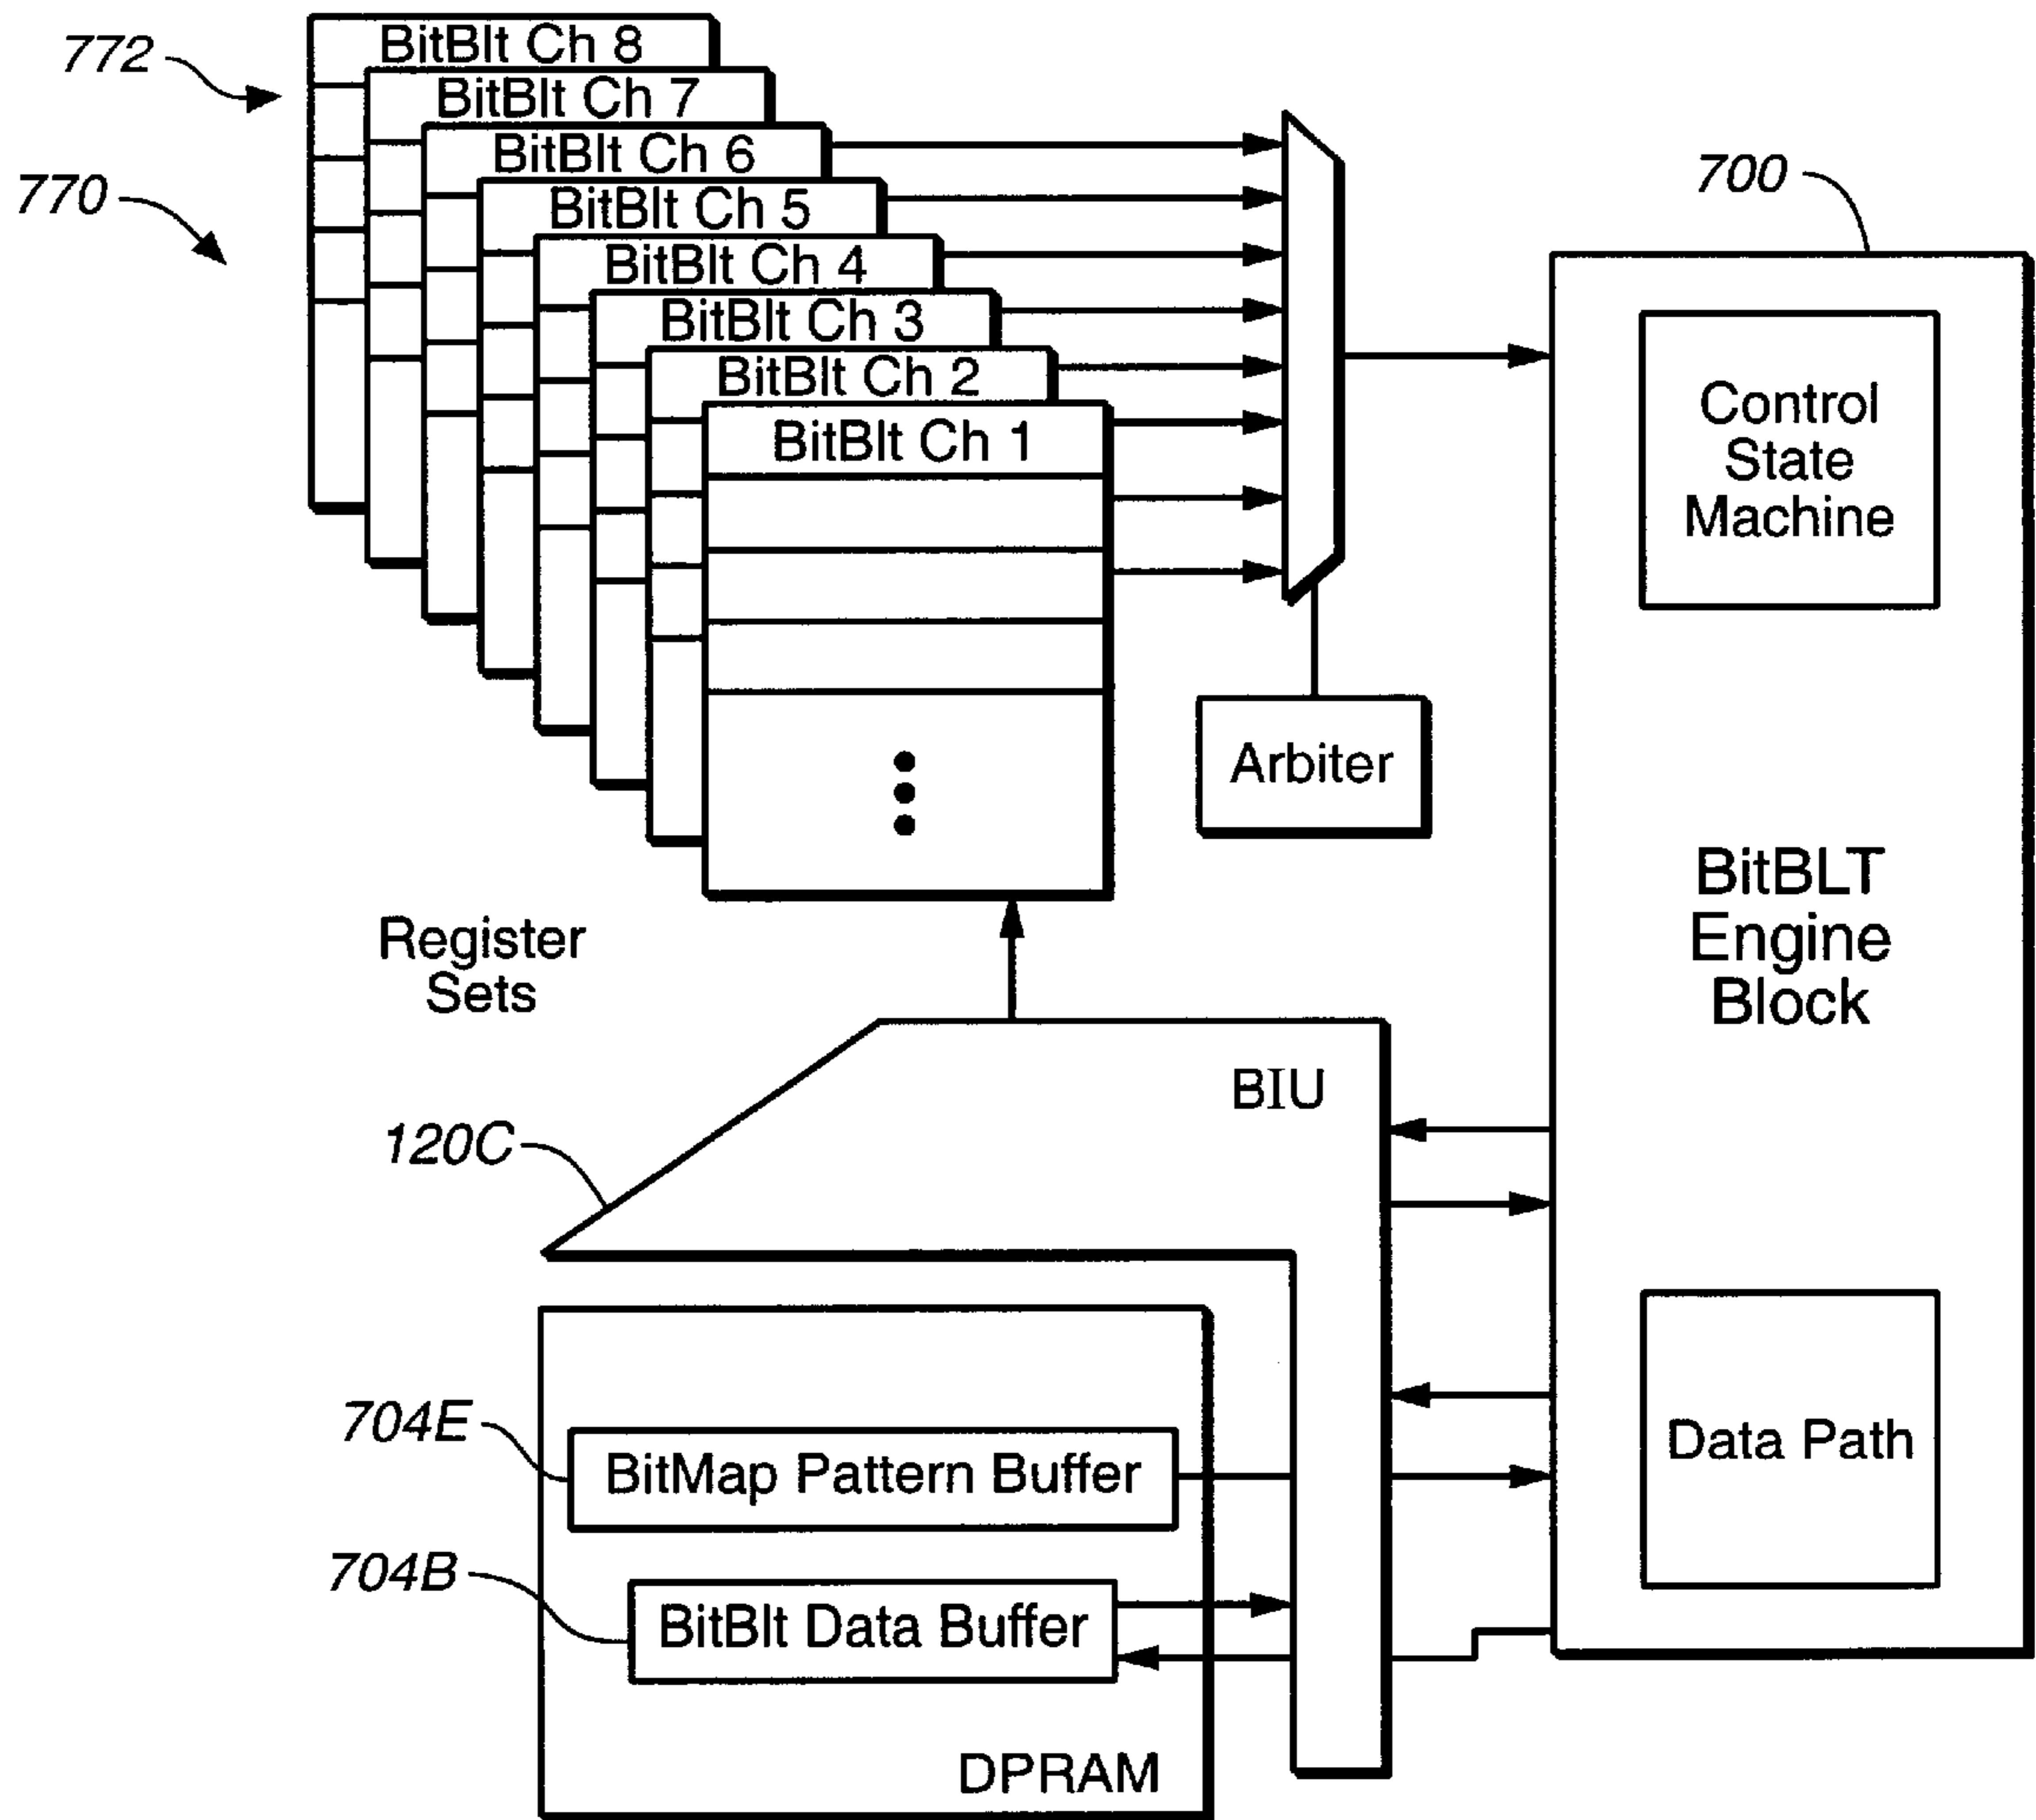 772
BitBlt Ch 8
BitBlt Ch 7
BitBlt Ch 6
770
BitBlt Ch 5
700
BitBlt Ch 4
BitBlt Ch 3
BitBlt Ch 2
BitBlt Ch 1
Control
State
Machine
Arbiter
BitBLT
Engine
Block
Register
Sets
BIU
120C
704E
BitMap Pattern Buffer
Data Path
704B
BitBlt Data Buffer
DPRAM